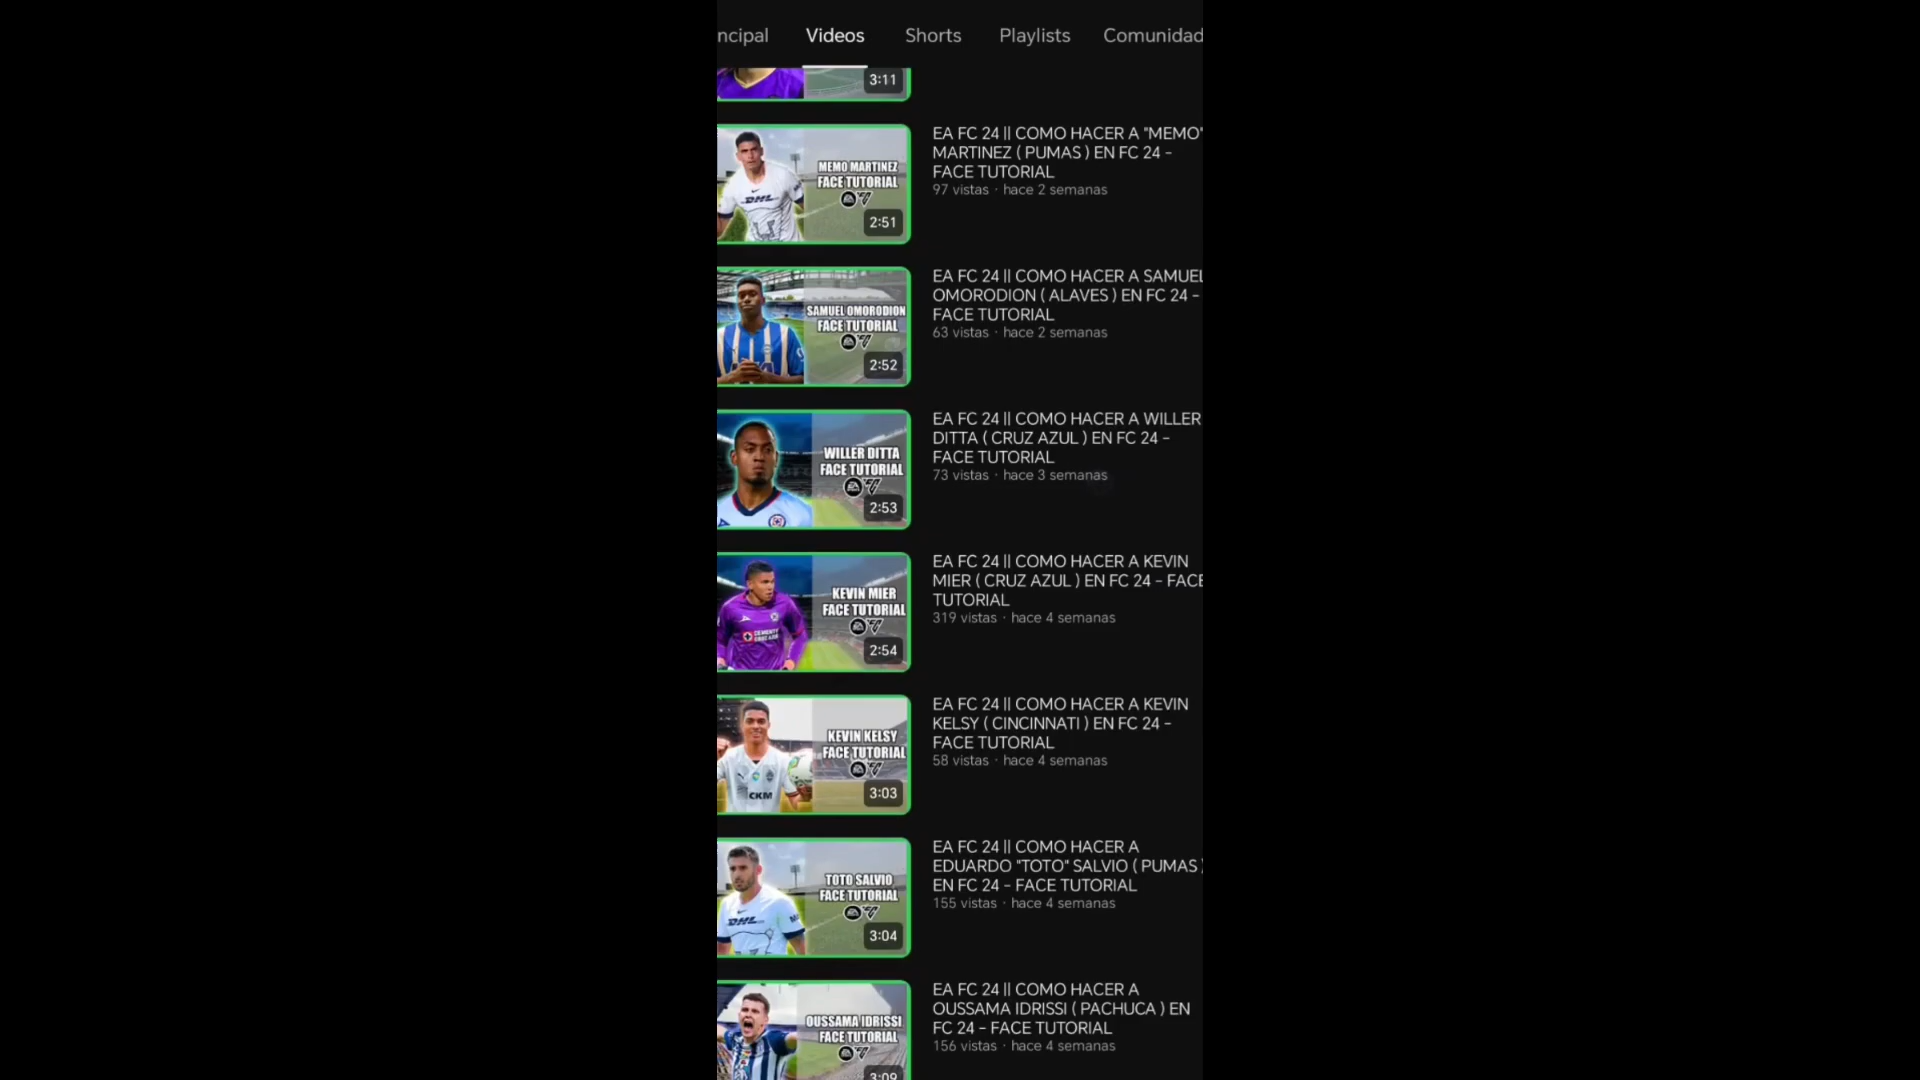 ncipal Videos Shorts Playlists Comunidad
3:11
MEMO MARTINEZ
FACE TUTORIAL
DHL
2:51
EA FC 24 || COMO HACER A "MEMO"
MARTINEZ ( PUMAS ) EN FC 24 -
FACE TUTORIAL
97 vistas · hace 2 semanas
SAMUEL OMORODION
FACE TUTORIAL
2:52
EA FC 24 || COMO HACER A SAMUEL
OMORODION ( ALAVES ) EN FC 24 -
FACE TUTORIAL
63 vistas · hace 2 semanas
WILLER DITTA
FACE TUTORIAL
2:53
EA FC 24 || COMO HACER A WILLER
DITTA ( CRUZ AZUL ) EN FC 24 -
FACE TUTORIAL
73 vistas · hace 3 semanas
KEVIN MIER
FACE TUTORIAL
2:54
EA FC 24 || COMO HACER A KEVIN
MIER ( CRUZ AZUL ) EN FC 24 - FACE
TUTORIAL
319 vistas · hace 4 semanas
KEVIN KELSY
FACE TUTORIAL
CKM
3:03
EA FC 24 || COMO HACER A KEVIN
KELSY ( CINCINNATI ) EN FC 24 -
FACE TUTORIAL
58 vistas · hace 4 semanas
TOTO SALVIO
FACE TUTORIAL
DHL
3:04
EA FC 24 || COMO HACER A
EDUARDO "TOTO" SALVIO ( PUMAS )
EN FC 24 - FACE TUTORIAL
155 vistas · hace 4 semanas
OUSSAMA IDRISSI
FACE TUTORIAL
3:09
EA FC 24 || COMO HACER A
OUSSAMA IDRISSI ( PACHUCA ) EN
FC 24 - FACE TUTORIAL
156 vistas · hace 4 semanas